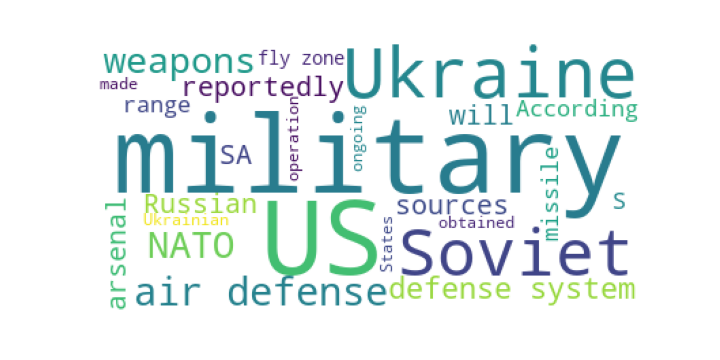 weapons fly zone Ukraine
made reportedly
range will According
military
SA operation ongoing
Russian sources missile S
Ukrainian US obtained
arsenal NATO States Soviet
air defense defense system